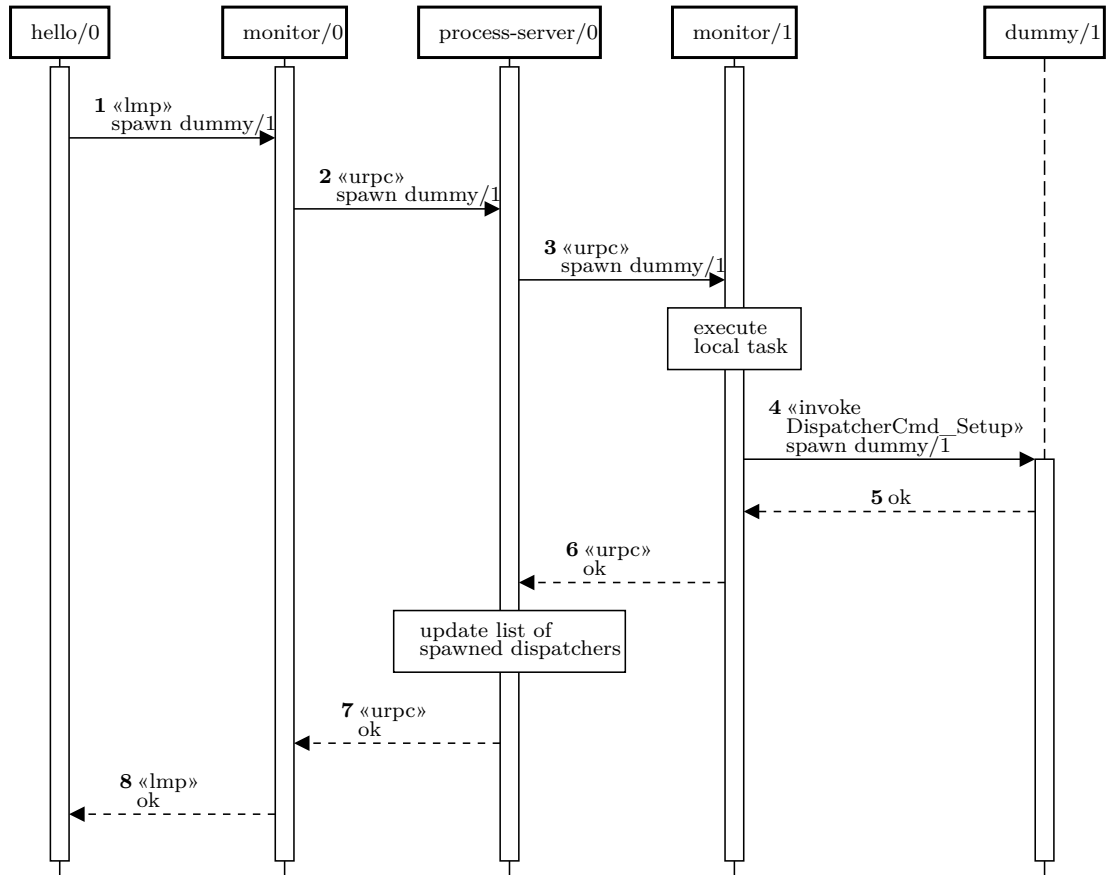 hello/0
monitor/0
process-server/0
monitor/1
dummy/1
1 «lmp»
spawn dummy/1
2 «urpc»
spawn dummy/1
3 «urpc»
spawn dummy/1
execute
local task
4 «invoke
DispatcherCmd_Setup»
spawn dummy/1
5 ok
6 «urpc»
ok
update list of
spawned dispatchers
7 «urpc»
ok
8 «lmp»
ok